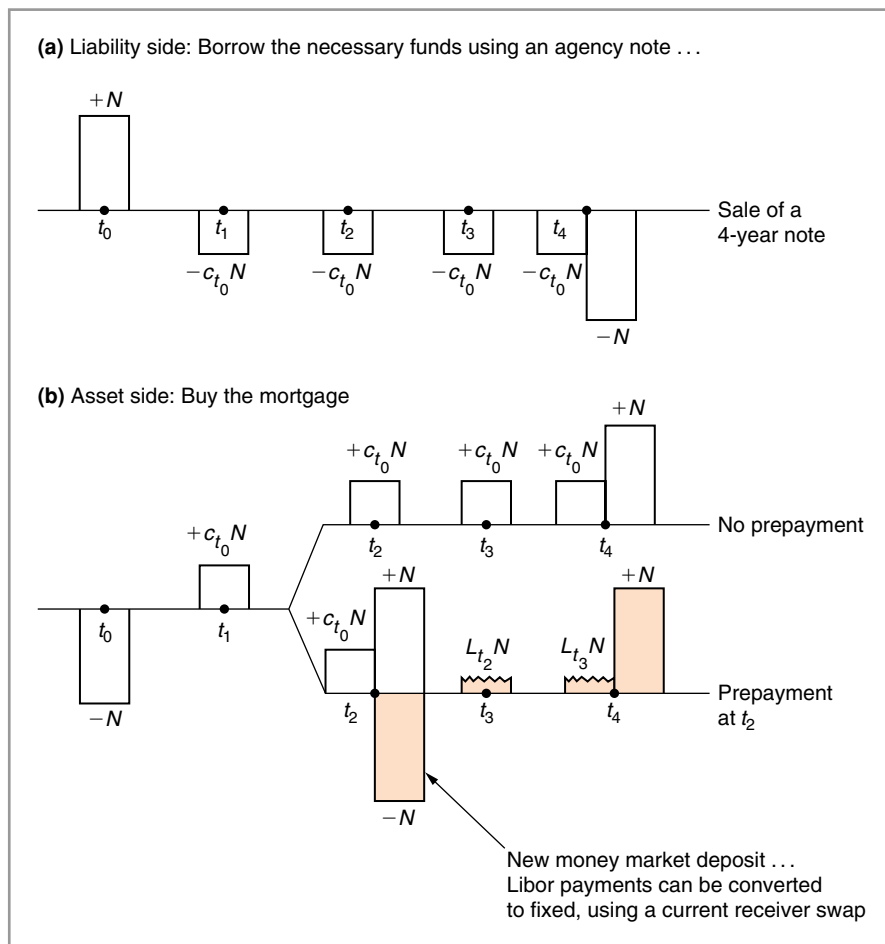 (a) Liability side: Borrow the necessary funds using an agency note . . .
+N
t0 t1 t2 t3 t4
Sale of a
4-year note
−ct0N −ct0N −ct0N −ct0N
−N
(b) Asset side: Buy the mortgage
+N
+ct0N +ct0N +ct0N
No prepayment
t2 t3 t4
+ct0N
t0 t1
−N
+N +N
+ct0N
Lt2N Lt3N
t2 t3 t4
Prepayment
at t2
−N
New money market deposit . . .
Libor payments can be converted
to fixed, using a current receiver swap